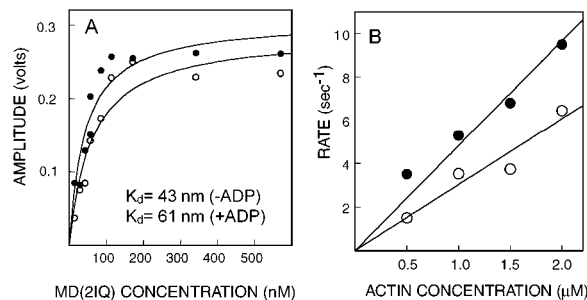 A
0.3
0.2
0.1
AMPLITUDE (volts)
K_d= 43 nm (-ADP)
K_d= 61 nm (+ADP)
100 200 300 400 500
MD(2IQ) CONCENTRATION (nM)
B
10
8
6
4
2
RATE (sec⁻¹)
0.5 1.0 1.5 2.0
ACTIN CONCENTRATION (μM)